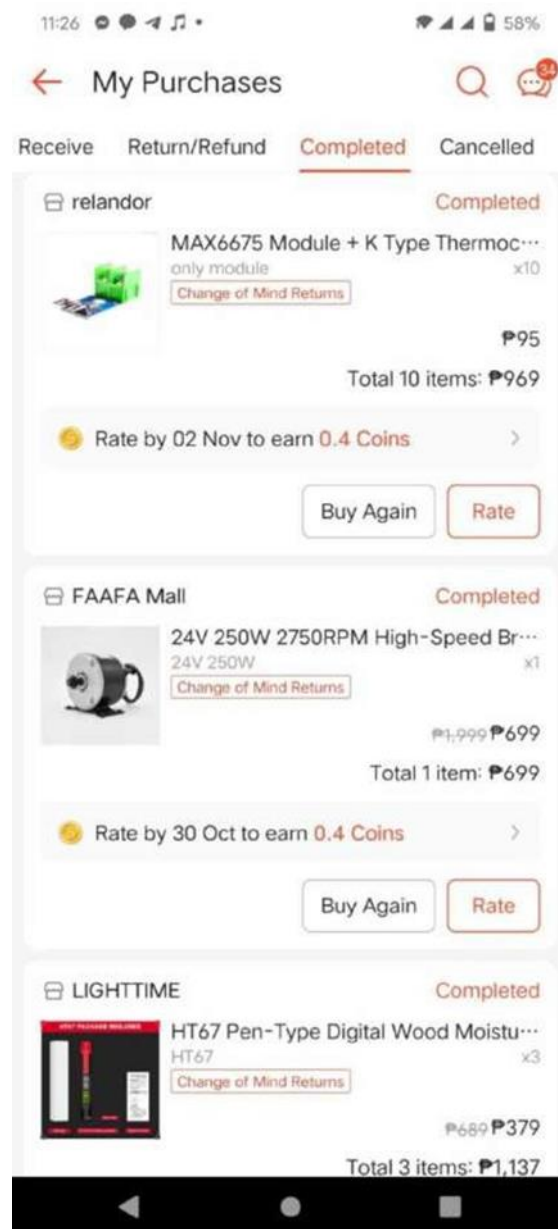 11:26
58%
My Purchases
34
Receive Return/Refund Completed Cancelled
relandor Completed
MAX6675 Module + K Type Thermoc···
only module x10
Change of Mind Returns
₱95
Total 10 items: ₱969
Rate by 02 Nov to earn 0.4 Coins
Buy Again Rate
FAAFA Mall Completed
24V 250W 2750RPM High-Speed Br···
24V 250W x1
Change of Mind Returns
₱1,999 ₱699
Total 1 item: ₱699
Rate by 30 Oct to earn 0.4 Coins
Buy Again Rate
LIGHTTIME Completed
HT67 Pen-Type Digital Wood Moistu···
HT67 x3
Change of Mind Returns
₱689 ₱379
Total 3 items: ₱1,137